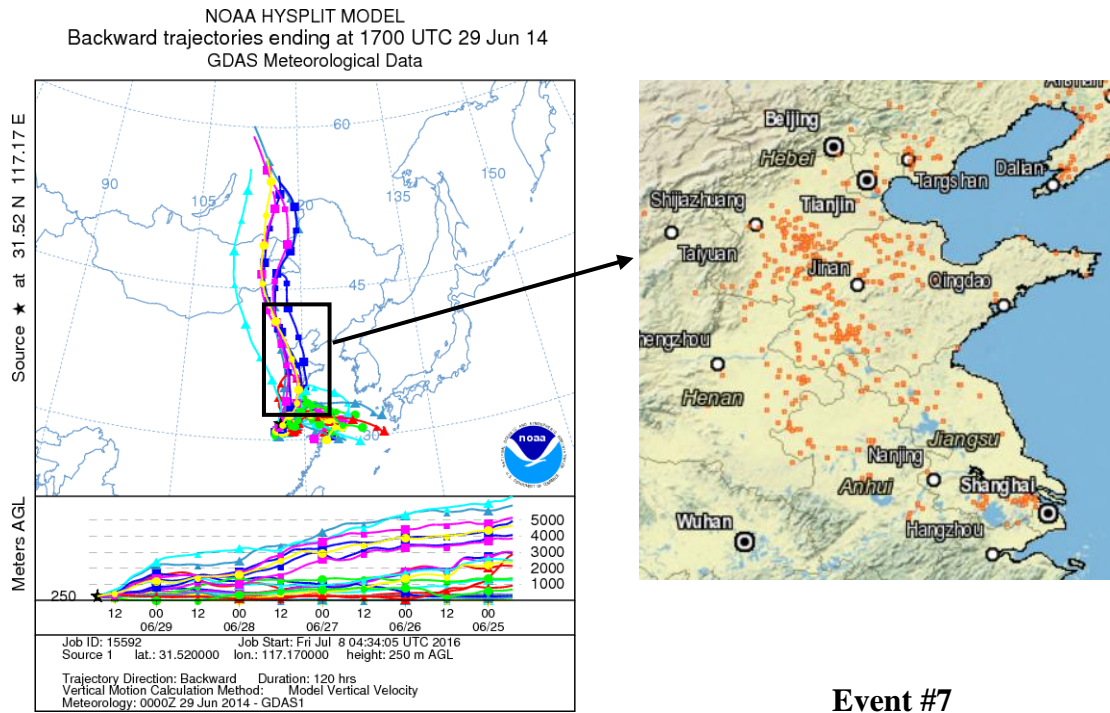 NOAA HYSPLIT MODEL
Backward trajectories ending at 1700 UTC 29 Jun 14
GDAS Meteorological Data
Source ★ at 31.52 N 117.17 E
60
150
90
105
120
135
45
30
noaa
Meters AGL
5000
4000
3000
2000
1000
250
12 00 12 00 12 00 12 00 12 00
06/29 06/28 06/27 06/26 06/25
Job ID: 15592 Job Start: Fri Jul 8 04:34:05 UTC 2016
Source 1 lat.: 31.520000 lon.: 117.170000 height: 250 m AGL
Trajectory Direction: Backward Duration: 120 hrs
Vertical Motion Calculation Method: Model Vertical Velocity
Meteorology: 0000Z 29 Jun 2014 - GDAS1
Beijing
Hebei
Dalian
Tangshan
Shijiazhuang
Tianjin
Taiyuan
Jinan
Qingdao
hengzhou
Henan
Jiangsu
Nanjing
Anhui
Shanghai
Wuhan
Hangzhou
Event #7